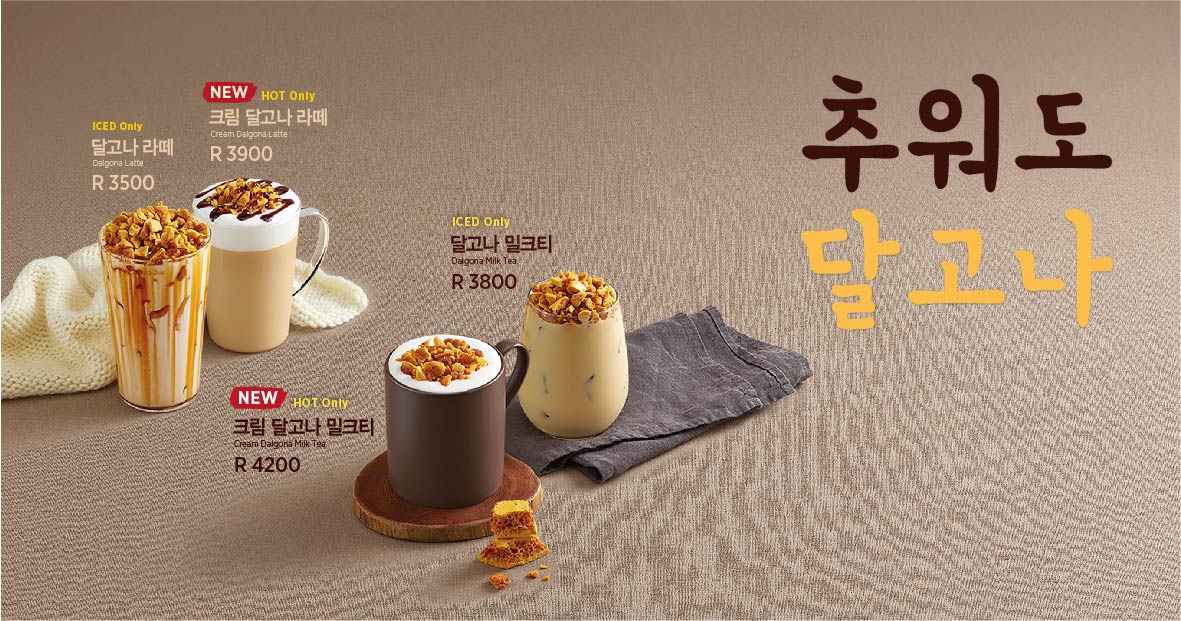 ICED Only
달고나 라떼
Dalgona Latte
R 3500
NEW HOT Only
크림 달고나 라떼
Cream Dalgona Latte
R 3900
ICED Only
달고나 밀크티
Dalgona Milk Tea
R 3800
NEW HOT Only
크림 달고나 밀크티
Cream Dalgona Milk Tea
R 4200
추워도
달고나